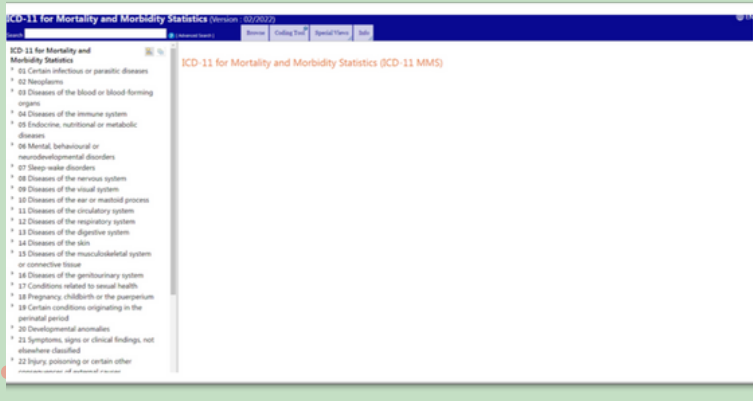 ICD-11 for Mortality and Morbidity Statistics (Version : 02/2022)
Search
[ Advanced Search ]
Browse
Coding Tool
Special Views
Info
ICD-11 for Mortality and
Morbidity Statistics
01 Certain infectious or parasitic diseases
02 Neoplasms
03 Diseases of the blood or blood-forming
organs
04 Diseases of the immune system
05 Endocrine, nutritional or metabolic
diseases
06 Mental, behavioural or
neurodevelopmental disorders
07 Sleep-wake disorders
08 Diseases of the nervous system
09 Diseases of the visual system
10 Diseases of the ear or mastoid process
11 Diseases of the circulatory system
12 Diseases of the respiratory system
13 Diseases of the digestive system
14 Diseases of the skin
15 Diseases of the musculoskeletal system
or connective tissue
16 Diseases of the genitourinary system
17 Conditions related to sexual health
18 Pregnancy, childbirth or the puerperium
19 Certain conditions originating in the
perinatal period
20 Developmental anomalies
21 Symptoms, signs or clinical findings, not
elsewhere classified
22 Injury, poisoning or certain other
consequences of external causes
ICD-11 for Mortality and Morbidity Statistics (ICD-11 MMS)